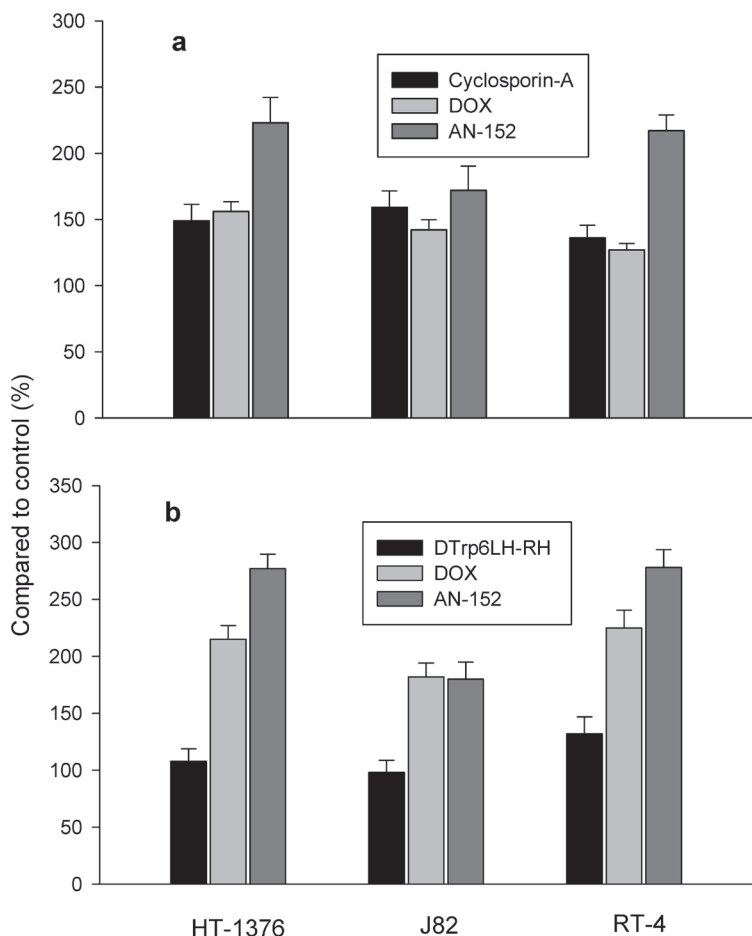 Compared to control (%)
300
250
200
150
100
50
0
a
Cyclosporin-A
DOX
AN-152
350
300
250
200
150
100
50
0
b
DTrp6LH-RH
DOX
AN-152
HT-1376 J82 RT-4